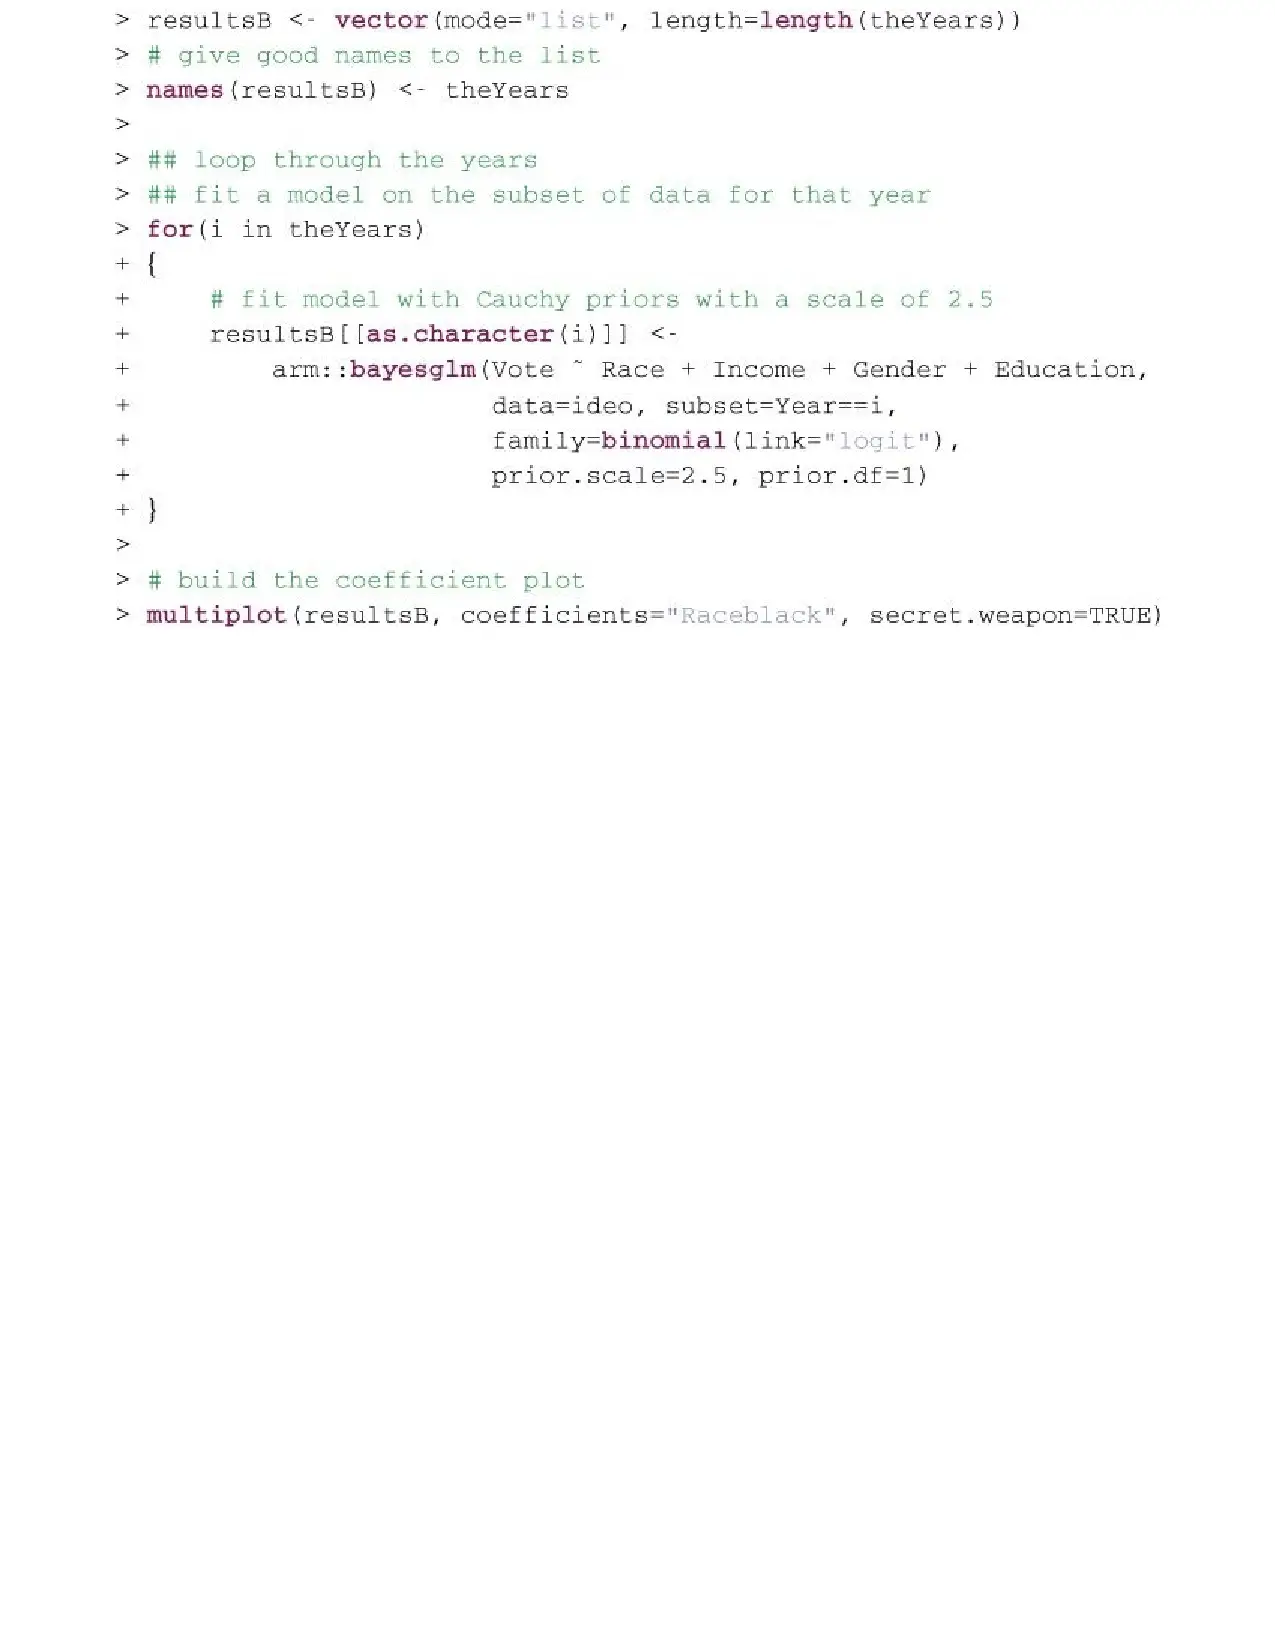 > resultsB <- vector(mode="list", length=length(theYears))
> # give good names to the list
> names(resultsB) <- theYears
>
> ## loop through the years
> ## fit a model on the subset of data for that year
> for(i in theYears)
+ {
+     # fit model with Cauchy priors with a scale of 2.5
+     resultsB[[as.character(i)]] <-
+         arm::bayesglm(Vote ~ Race + Income + Gender + Education,
+                       data=ideo, subset=Year==i,
+                       family=binomial(link="logit"),
+                       prior.scale=2.5, prior.df=1)
+ }
>
> # build the coefficient plot
> multiplot(resultsB, coefficients="Raceblack", secret.weapon=TRUE)